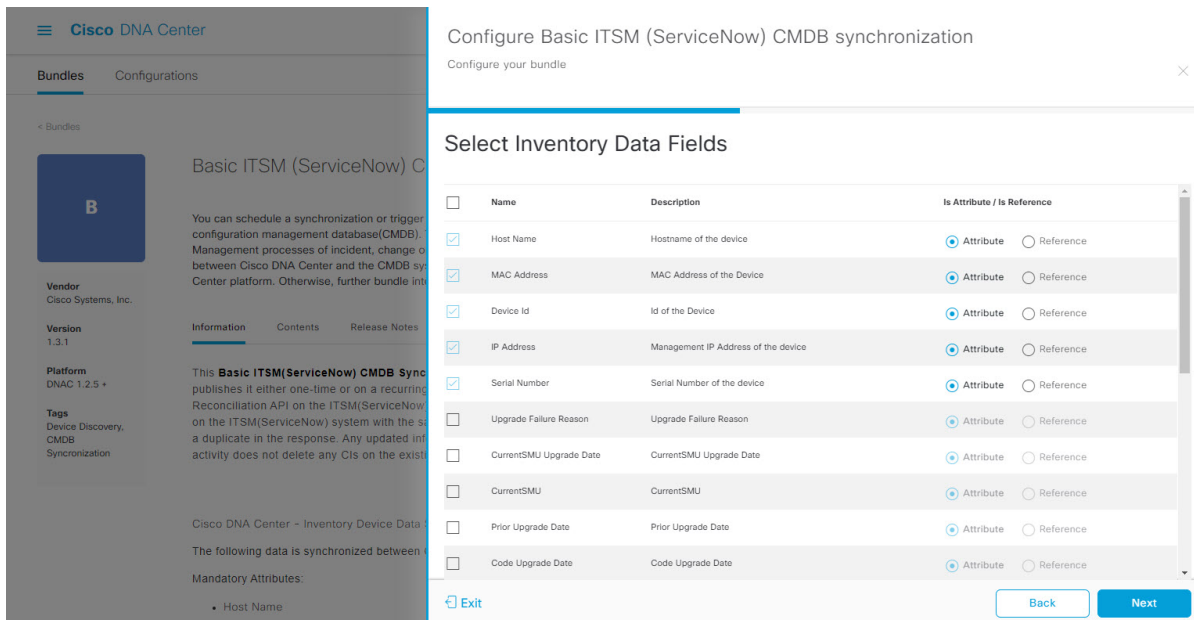 Cisco DNA Center
Bundles Configurations
< Bundles
B
Vendor
Cisco Systems, Inc.
Version
1.3.1
Platform
DNAC 1.2.5 +
Tags
Device Discovery,
CMDB
Syncronization
Basic ITSM (ServiceNow) C
You can schedule a synchronization or trigger
configuration management database(CMDB).
Management processes of incident, change o
between Cisco DNA Center and the CMDB sy
Center platform. Otherwise, further bundle int
Information Contents Release Notes
This Basic ITSM(ServiceNow) CMDB Sync
publishes it either one-time or on a recurring
Reconciliation API on the ITSM(ServiceNow
on the ITSM(ServiceNow) system with the sa
a duplicate in the response. Any updated inf
activity does not delete any CIs on the existi
Cisco DNA Center - Inventory Device Data
The following data is synchronized between
Mandatory Attributes:
• Host Name
Configure Basic ITSM (ServiceNow) CMDB synchronization
Configure your bundle
Select Inventory Data Fields
Name Description Is Attribute / Is Reference
Host Name Hostname of the device Attribute Reference
MAC Address MAC Address of the Device Attribute Reference
Device Id Id of the Device Attribute Reference
IP Address Management IP Address of the device Attribute Reference
Serial Number Serial Number of the device Attribute Reference
Upgrade Failure Reason Upgrade Failure Reason Attribute Reference
CurrentSMU Upgrade Date CurrentSMU Upgrade Date Attribute Reference
CurrentSMU CurrentSMU Attribute Reference
Prior Upgrade Date Prior Upgrade Date Attribute Reference
Code Upgrade Date Code Upgrade Date Attribute Reference
Exit Back Next